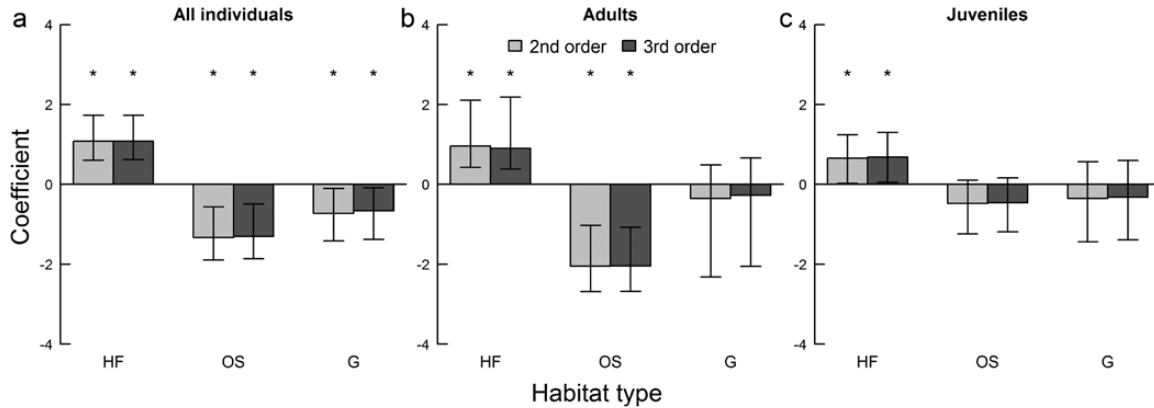 a All individuals
b Adults
c Juveniles
2nd order 3rd order
4 4 4
* * * * * *
* * * *
* *
2 2 2
0 0 0
-2 -2 -2
-4 -4 -4
Coefficient
HF OS G
HF OS G
HF OS G
Habitat type